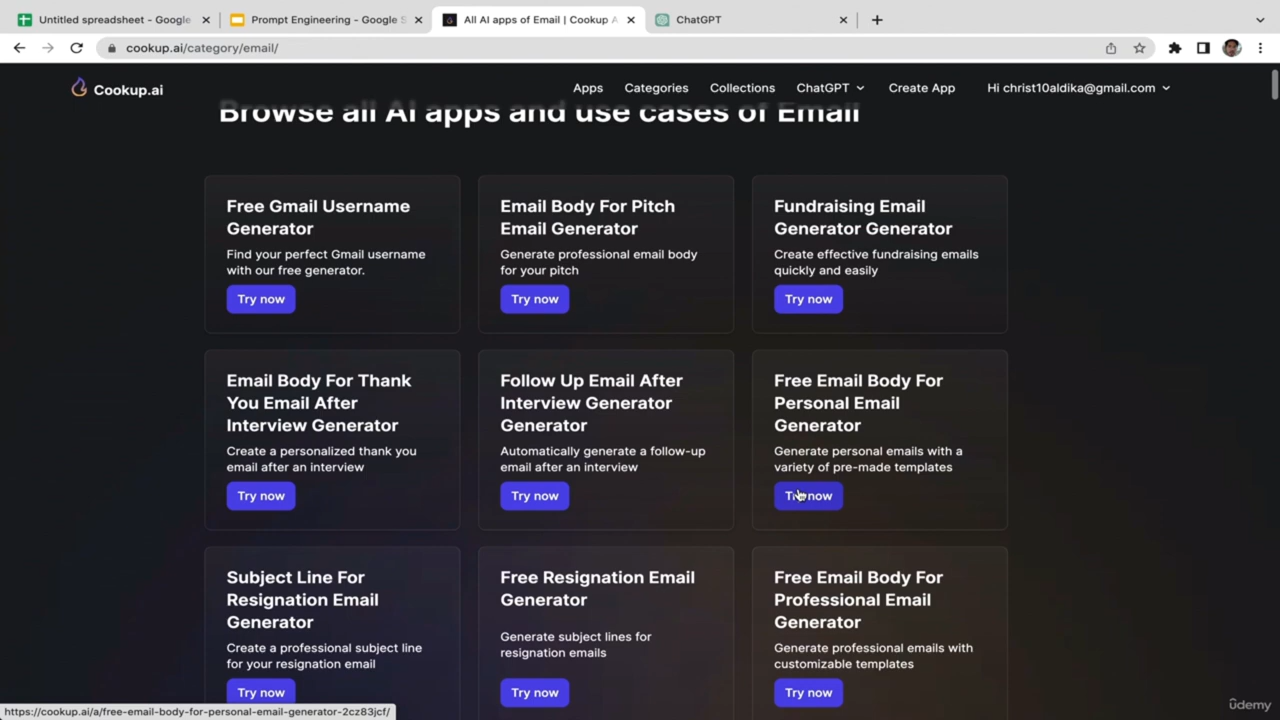 Untitled spreadsheet - Google
Prompt Engineering - Google S
All AI apps of Email | Cookup A
ChatGPT
cookup.ai/category/email/
Cookup.ai
Apps
Categories
Collections
ChatGPT
Create App
Hi christ10aldika@gmail.com
Browse all AI apps and use cases of Email
Free Gmail Username
Generator
Find your perfect Gmail username
with our free generator.
Try now
Email Body For Pitch
Email Generator
Generate professional email body
for your pitch
Try now
Fundraising Email
Generator Generator
Create effective fundraising emails
quickly and easily
Try now
Email Body For Thank
You Email After
Interview Generator
Create a personalized thank you
email after an interview
Try now
Follow Up Email After
Interview Generator
Generator
Automatically generate a follow-up
email after an interview
Try now
Free Email Body For
Personal Email
Generator
Generate personal emails with a
variety of pre-made templates
Try now
Subject Line For
Resignation Email
Generator
Create a professional subject line
for your resignation email
Try now
Free Resignation Email
Generator
Generate subject lines for
resignation emails
Try now
Free Email Body For
Professional Email
Generator
Generate professional emails with
customizable templates
Try now
https://cookup.ai/a/free-email-body-for-personal-email-generator-2cz83jcf/
ûdemy